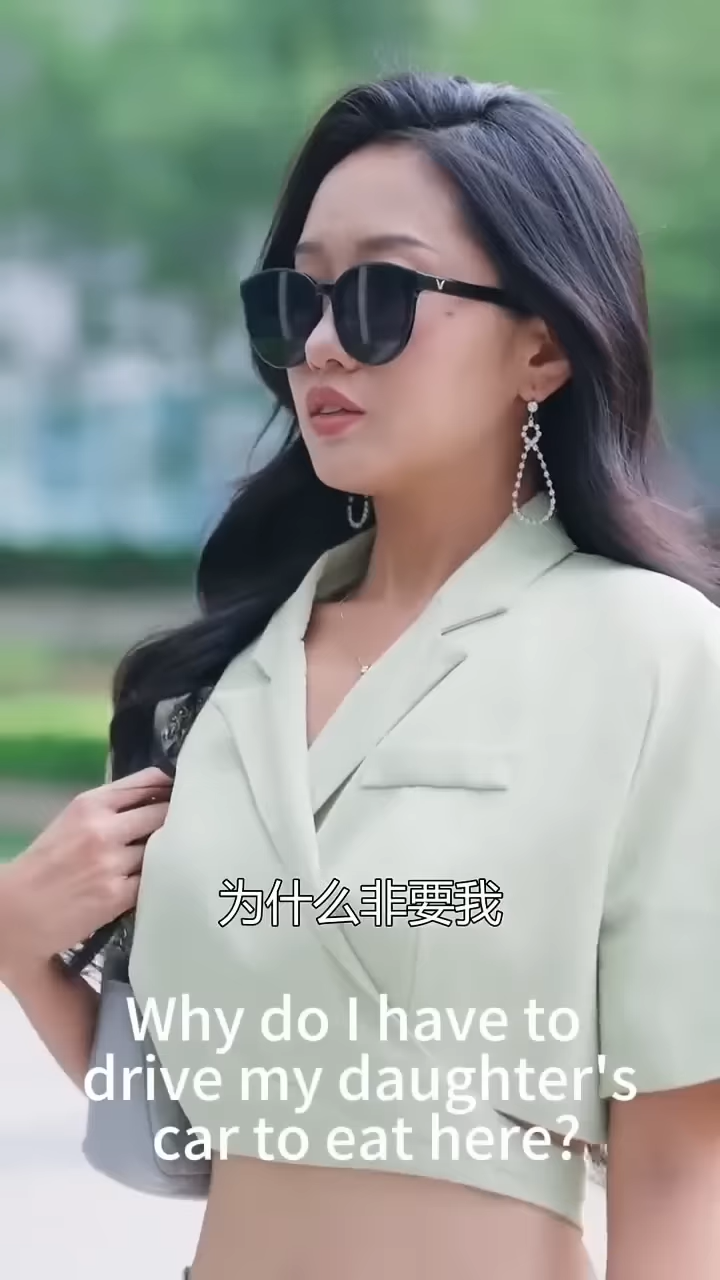 为什么非要我
Why do I have to
drive my daughter's
car to eat here?